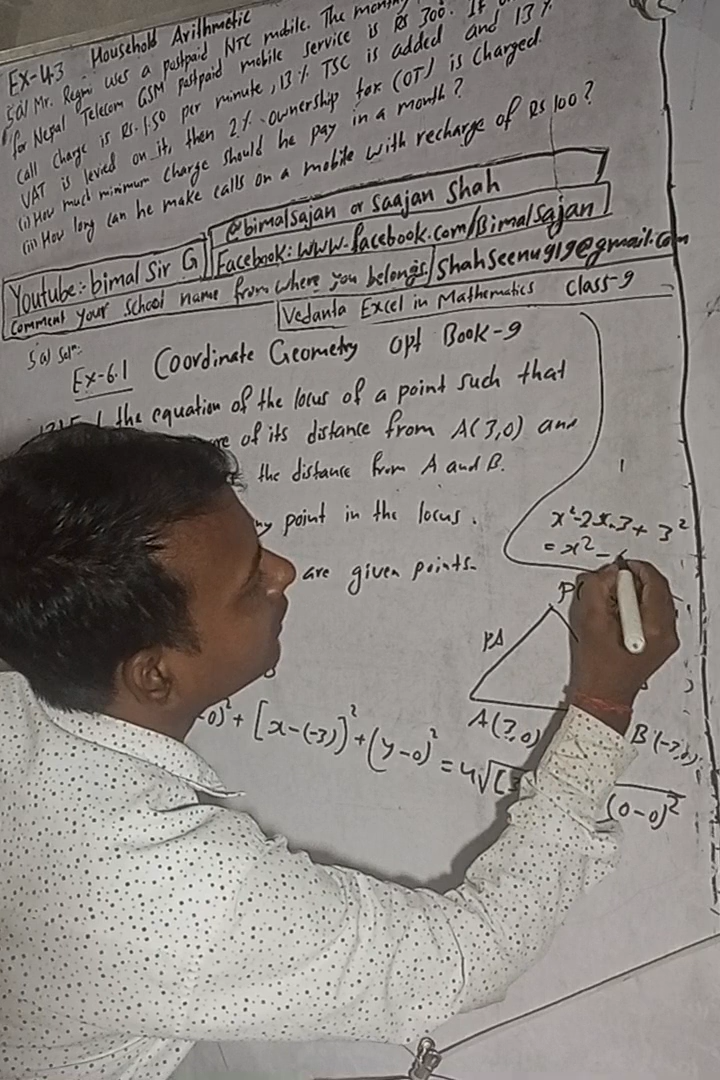 Ex-4.3 Household Arithmetic
5a) Mr. Regmi uses a postpaid NTC mobile. The
for Nepal Telecom GSM postpaid mobile service is Rs 300. If
call charge is Rs. 1.50 per minute, 13% TSC is added and 13%
VAT is levied on it, then 2% ownership tax (OT) is charged.
(i) How much minimum charge should he pay in a month?
(ii) How long can he make calls on a mobile with recharge of Rs 100?
@bimalsajan or Saajan Shah
Youtube:- bimal Sir G
Facebook: www.facebook.com/Bimalsajan
Comment your school name from where you belongs.
Shahseenu919@gmail.com
Vedanta Excel in Mathematics Class-9
5 a) Solⁿ:
Ex-6.1 Coordinate Geometry opt Book-9
the equation of the locus of a point such that
of its distance from A(3,0) and
the distance from A and B.
point in the locus.
are given points.
x²-2x.3+3²
= x² -
P(
PA
A(3,0)
B(-3,0)
-0)² + [x-(-3)]² + (y-0)² = 4√[
(0-0)²